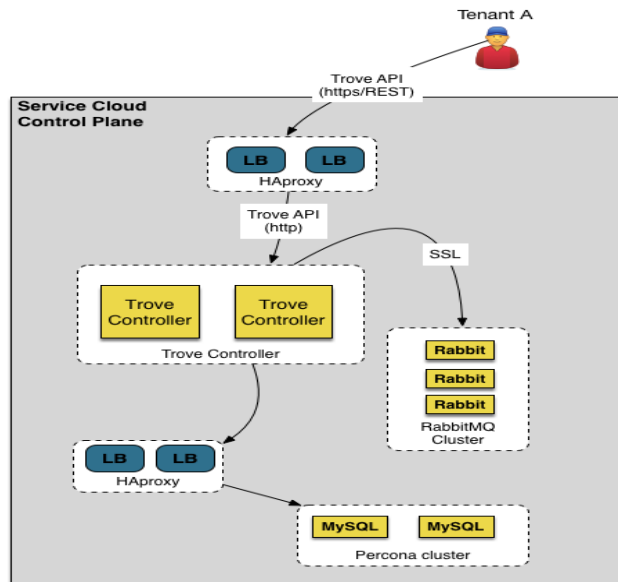 Tenant A
Trove API
(https/REST)
Service Cloud
Control Plane
LB
LB
HAproxy
Trove API
(http)
SSL
Trove
Controller
Trove
Controller
Trove Controller
Rabbit
Rabbit
Rabbit
RabbitMQ
Cluster
LB
LB
HAproxy
MySQL
MySQL
Percona cluster